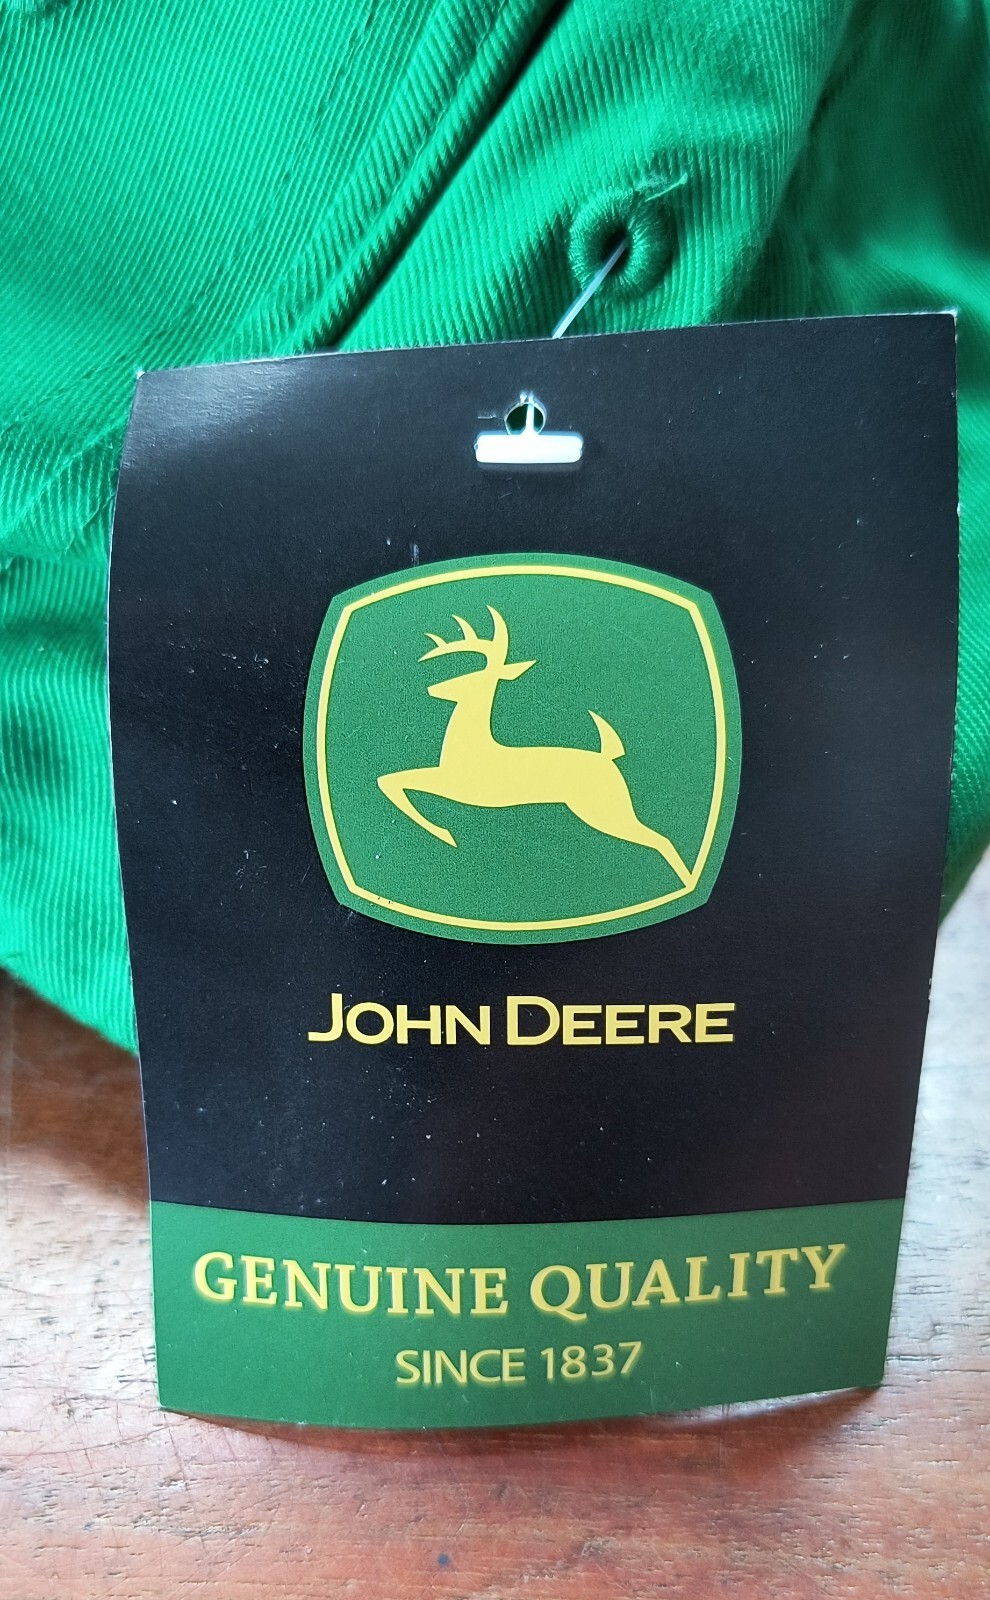 JOHN DEERE
GENUINE QUALITY
SINCE 1837